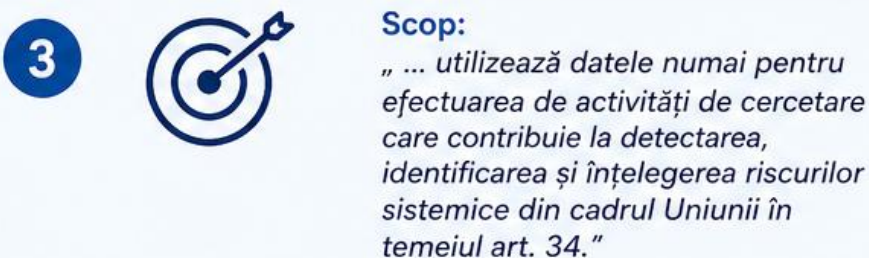 3
Scop:
„ ... utilizează datele numai pentru
efectuarea de activități de cercetare
care contribuie la detectarea,
identificarea și înțelegerea riscurilor
sistemice din cadrul Uniunii în
temeiul art. 34.”